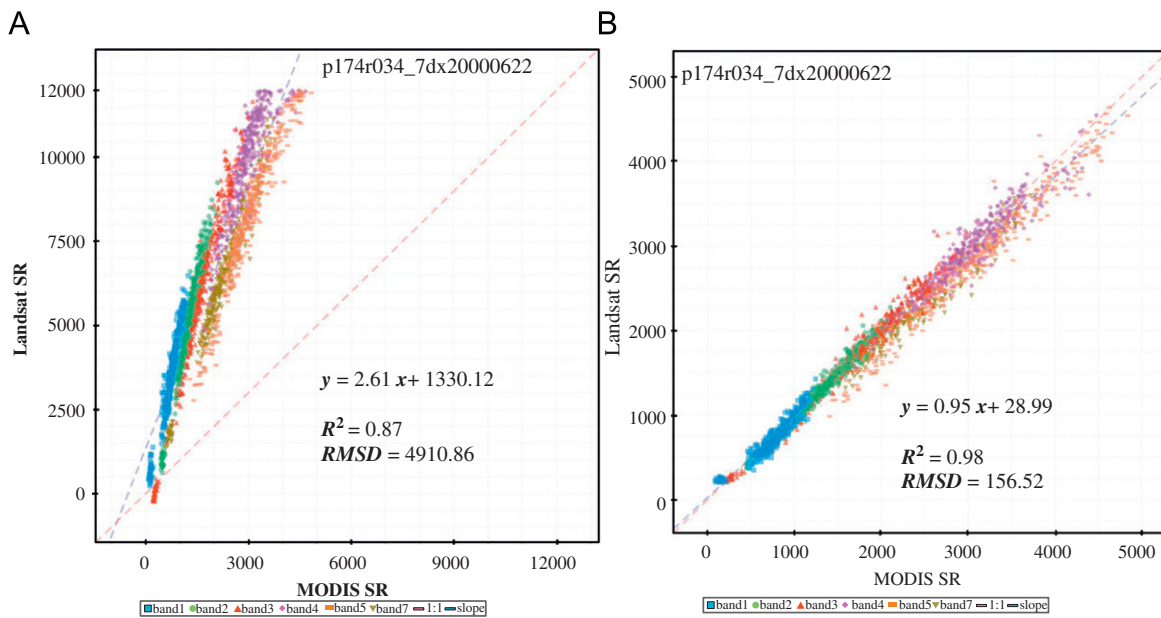 A
p174r034_7dx20000622
12000
10000
7500
5000
2500
0
Landsat SR
y = 2.61 x+ 1330.12
R² = 0.87
RMSD = 4910.86
0 3000 6000 9000 12000
MODIS SR
band1 band2 band3 band4 band5 band7 1:1 slope
B
p174r034_7dx20000622
5000
4000
3000
2000
1000
0
Landsat SR
y = 0.95 x+ 28.99
R² = 0.98
RMSD = 156.52
0 1000 2000 3000 4000 5000
MODIS SR
band1 band2 band3 band4 band5 band7 1:1 slope